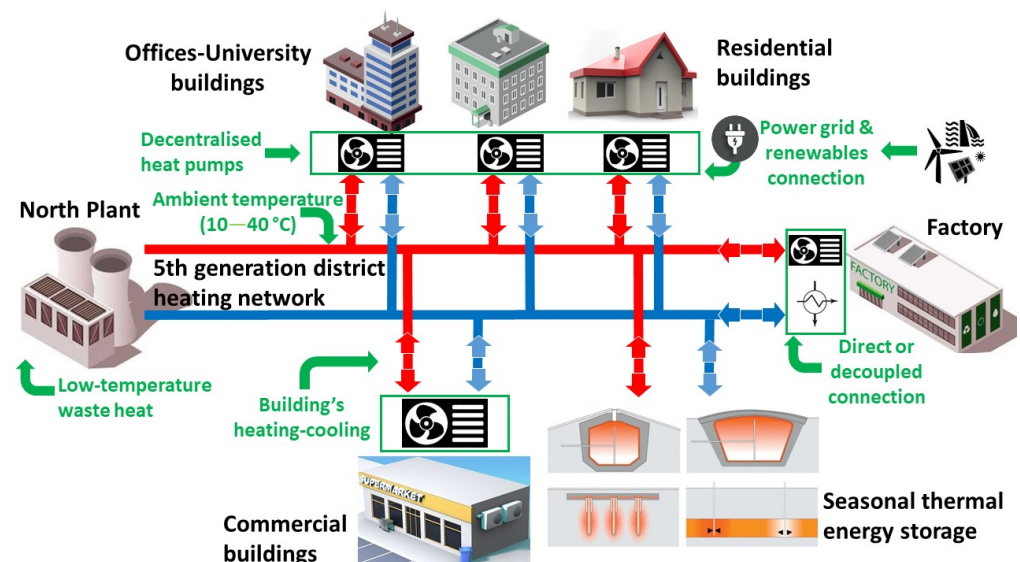 Offices-University
buildings
Residential
buildings
Decentralised
heat pumps
Power grid &
renewables
connection
North Plant
Ambient temperature
(10—40 °C)
Factory
5th generation district
heating network
FACTORY
Low-temperature
waste heat
Building's
heating-cooling
Direct or
decoupled
connection
SUPERMARKET
Commercial
buildings
Seasonal thermal
energy storage